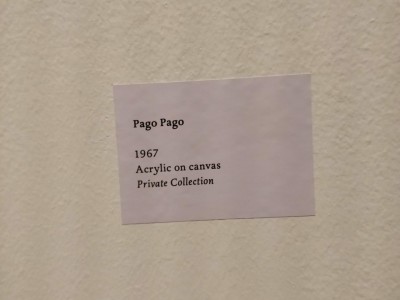 Pago Pago
1967
Acrylic on canvas
Private Collection